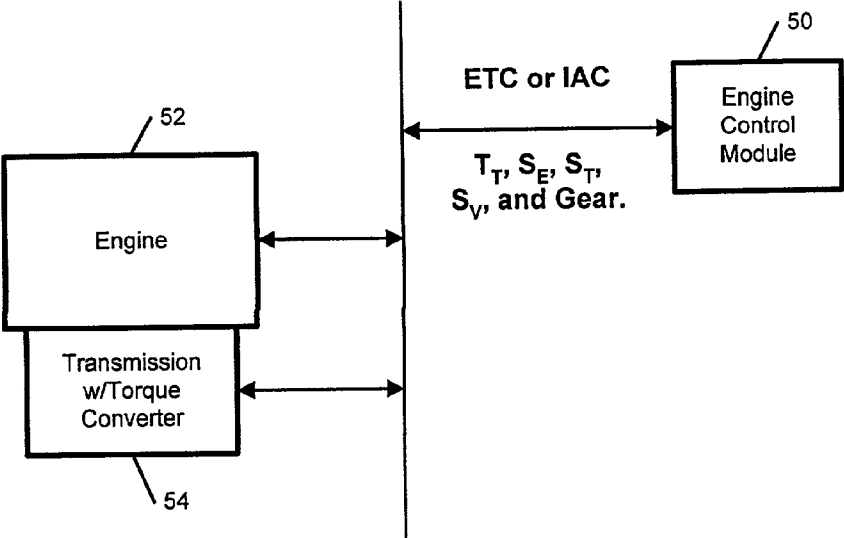 50
ETC or IAC
Engine
Control
Module
52
T_T, S_E, S_T,
S_V, and Gear.
Engine
Transmission
w/Torque
Converter
54